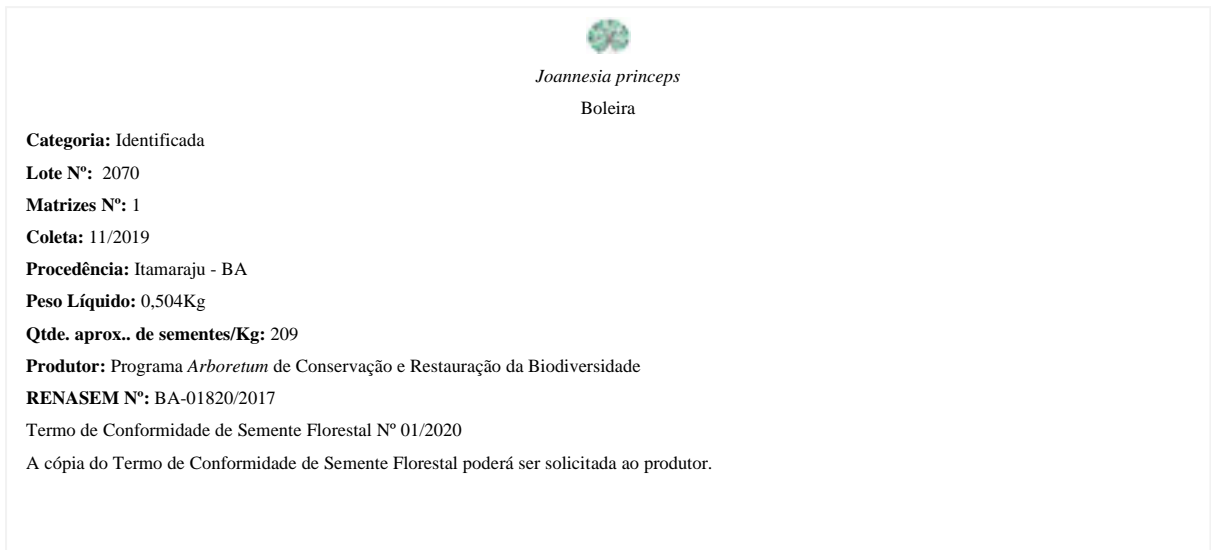 Joannesia princeps
Boleira
Categoria: Identificada
Lote Nº: 2070
Matrizes Nº: 1
Coleta: 11/2019
Procedência: Itamaraju - BA
Peso Líquido: 0,504Kg
Qtde. aprox.. de sementes/Kg: 209
Produtor: Programa Arboretum de Conservação e Restauração da Biodiversidade
RENASEM Nº: BA-01820/2017
Termo de Conformidade de Semente Florestal Nº 01/2020
A cópia do Termo de Conformidade de Semente Florestal poderá ser solicitada ao produtor.